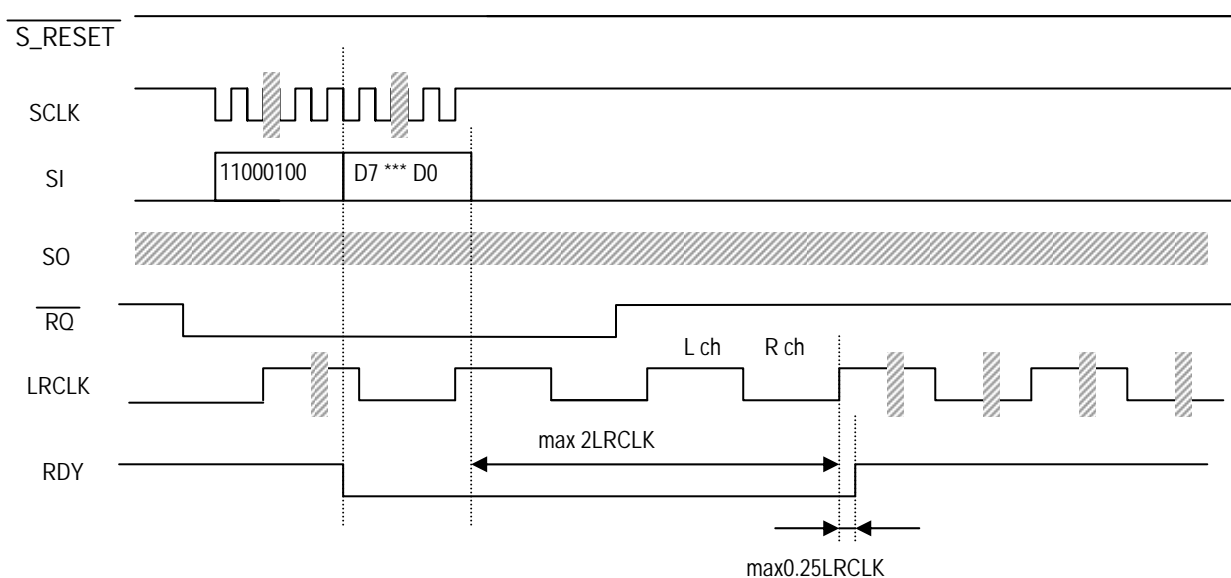 S_RESET
SCLK
SI
11000100
D7 *** D0
SO
RQ
L ch
R ch
LRCLK
max 2LRCLK
RDY
max0.25LRCLK